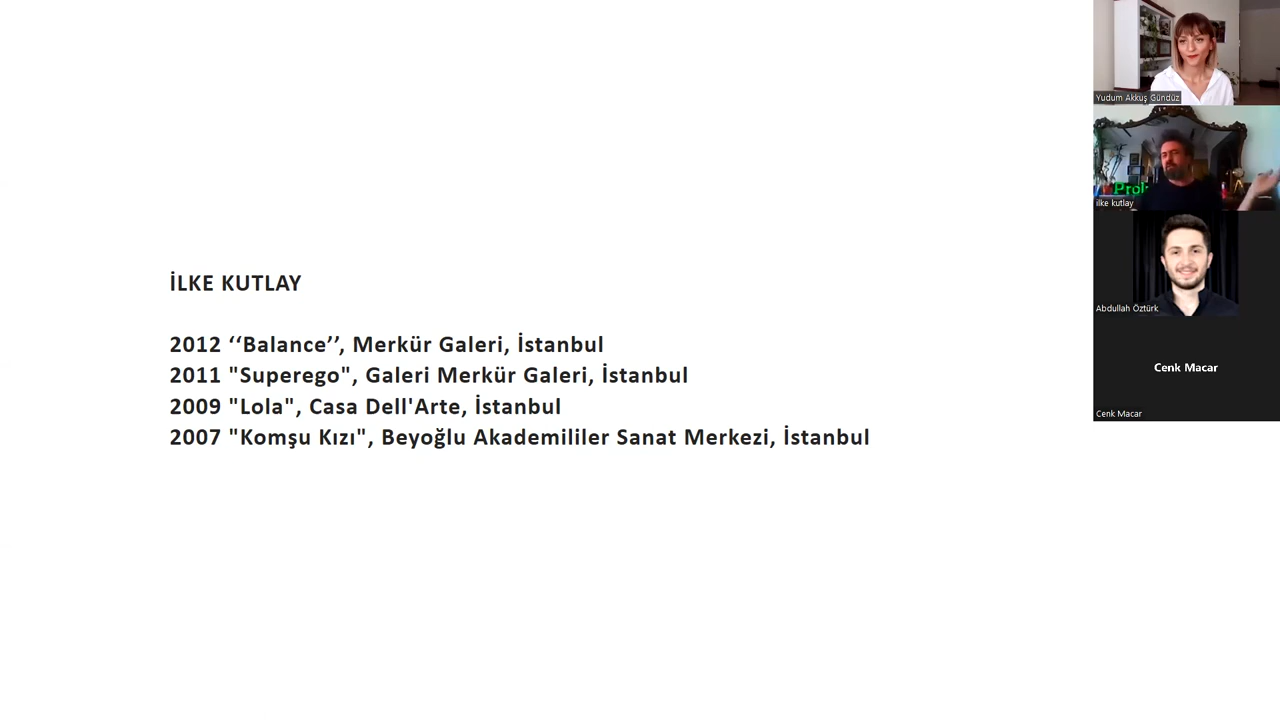 İLKE KUTLAY
2012 ‘‘Balance’’, Merkür Galeri, İstanbul
2011 "Superego", Galeri Merkür Galeri, İstanbul
2009 "Lola", Casa Dell'Arte, İstanbul
2007 "Komşu Kızı", Beyoğlu Akademililer Sanat Merkezi, İstanbul
Yudum Akkuş Gündüz
ilke kutlay
Abdullah Öztürk
Cenk Macar
Cenk Macar